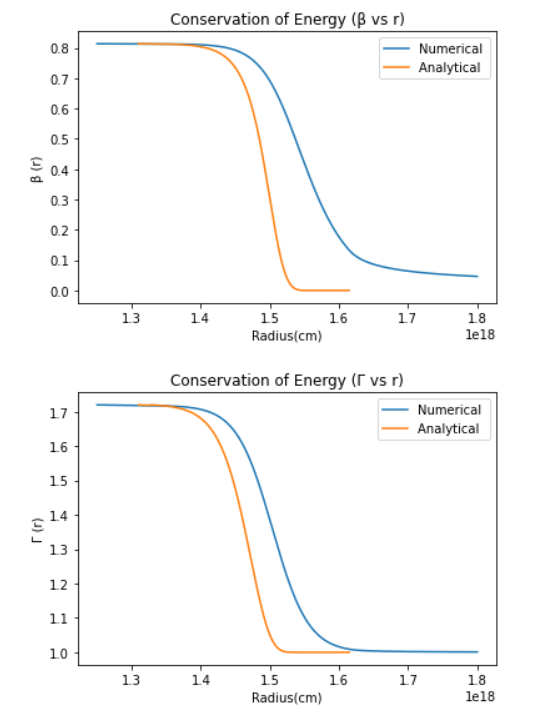 Conservation of Energy (β vs r)
0.8
0.7
0.6
0.5
0.4
0.3
0.2
0.1
0.0
β (r)
Numerical
Analytical
1.3 1.4 1.5 1.6 1.7 1.8
1e18
Radius(cm)
Conservation of Energy (Γ vs r)
1.7
1.6
1.5
1.4
1.3
1.2
1.1
1.0
Γ (r)
Numerical
Analytical
1.3 1.4 1.5 1.6 1.7 1.8
1e18
Radius(cm)